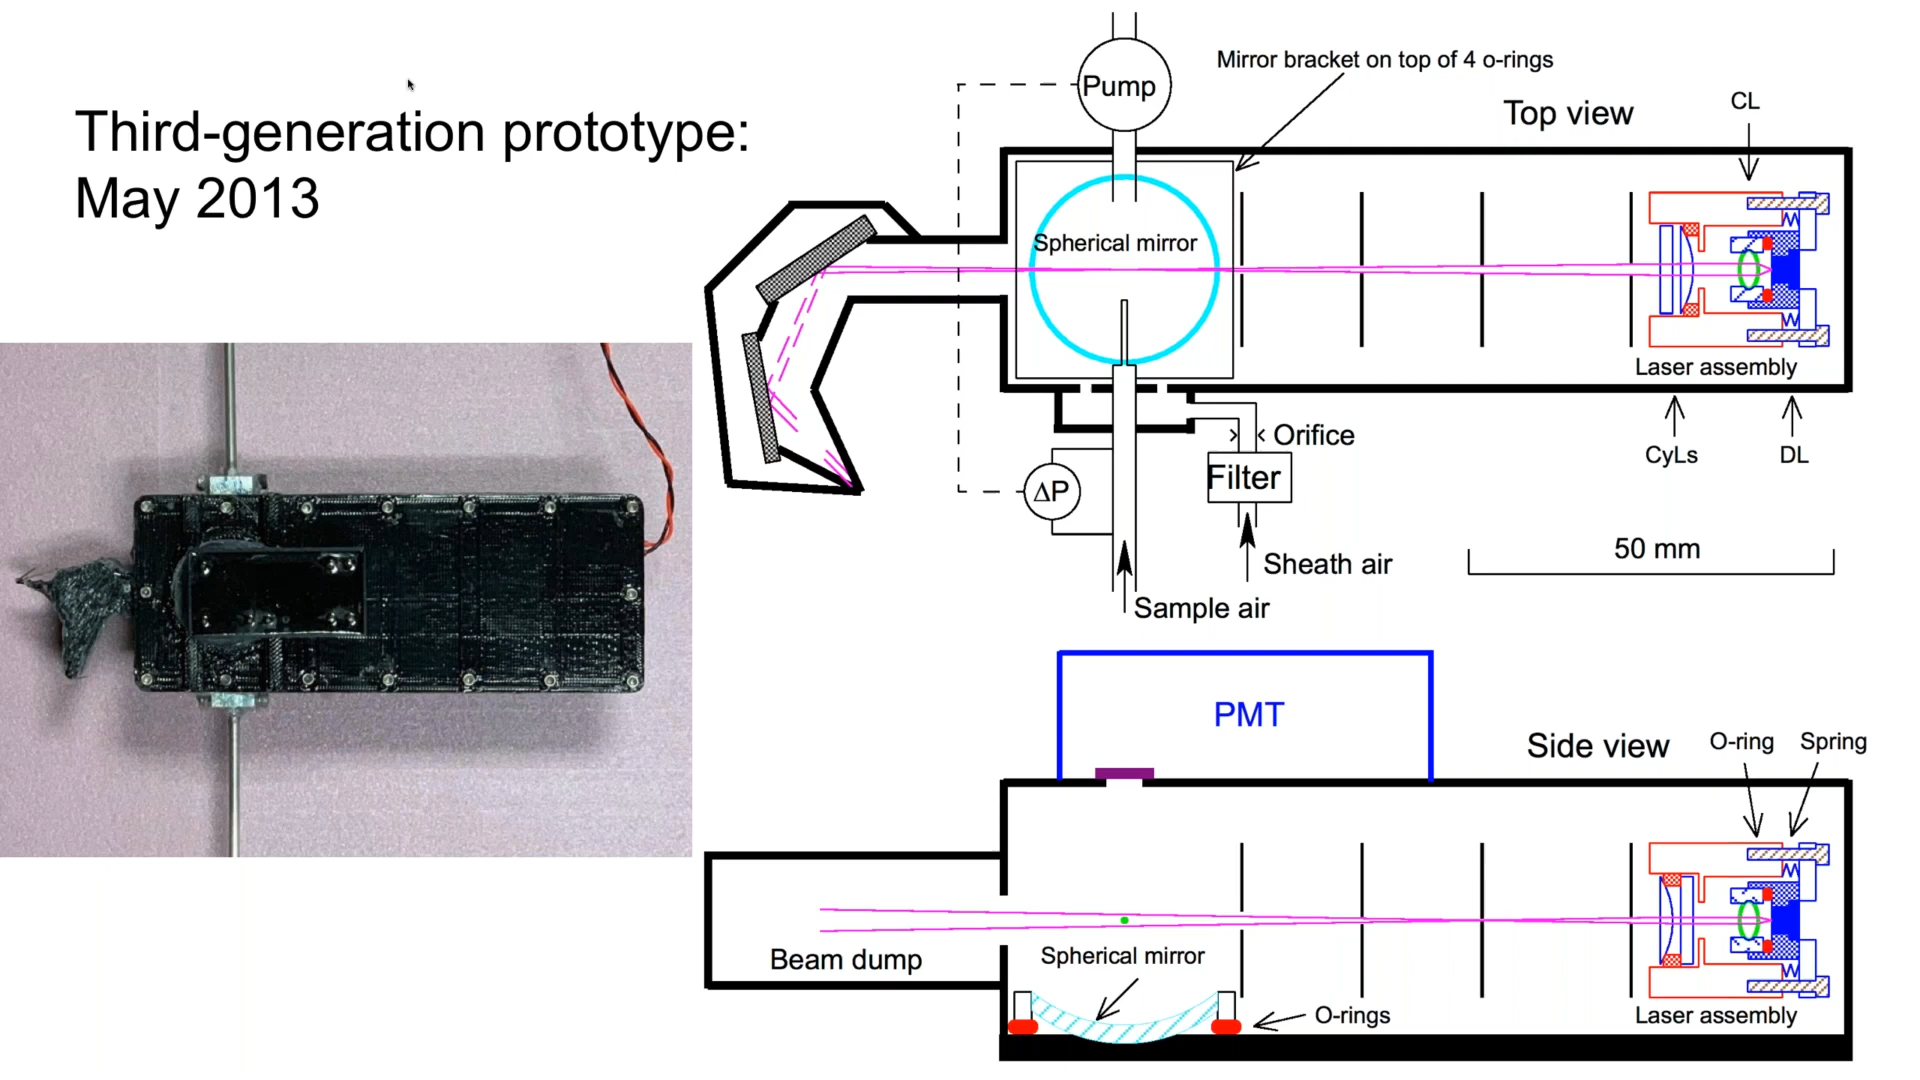 Third-generation prototype:
May 2013
Pump
Mirror bracket on top of 4 o-rings
Top view
CL
Spherical mirror
Laser assembly
CyLs
DL
Orifice
Filter
ΔP
Sheath air
Sample air
50 mm
PMT
Side view
O-ring
Spring
Beam dump
Spherical mirror
O-rings
Laser assembly